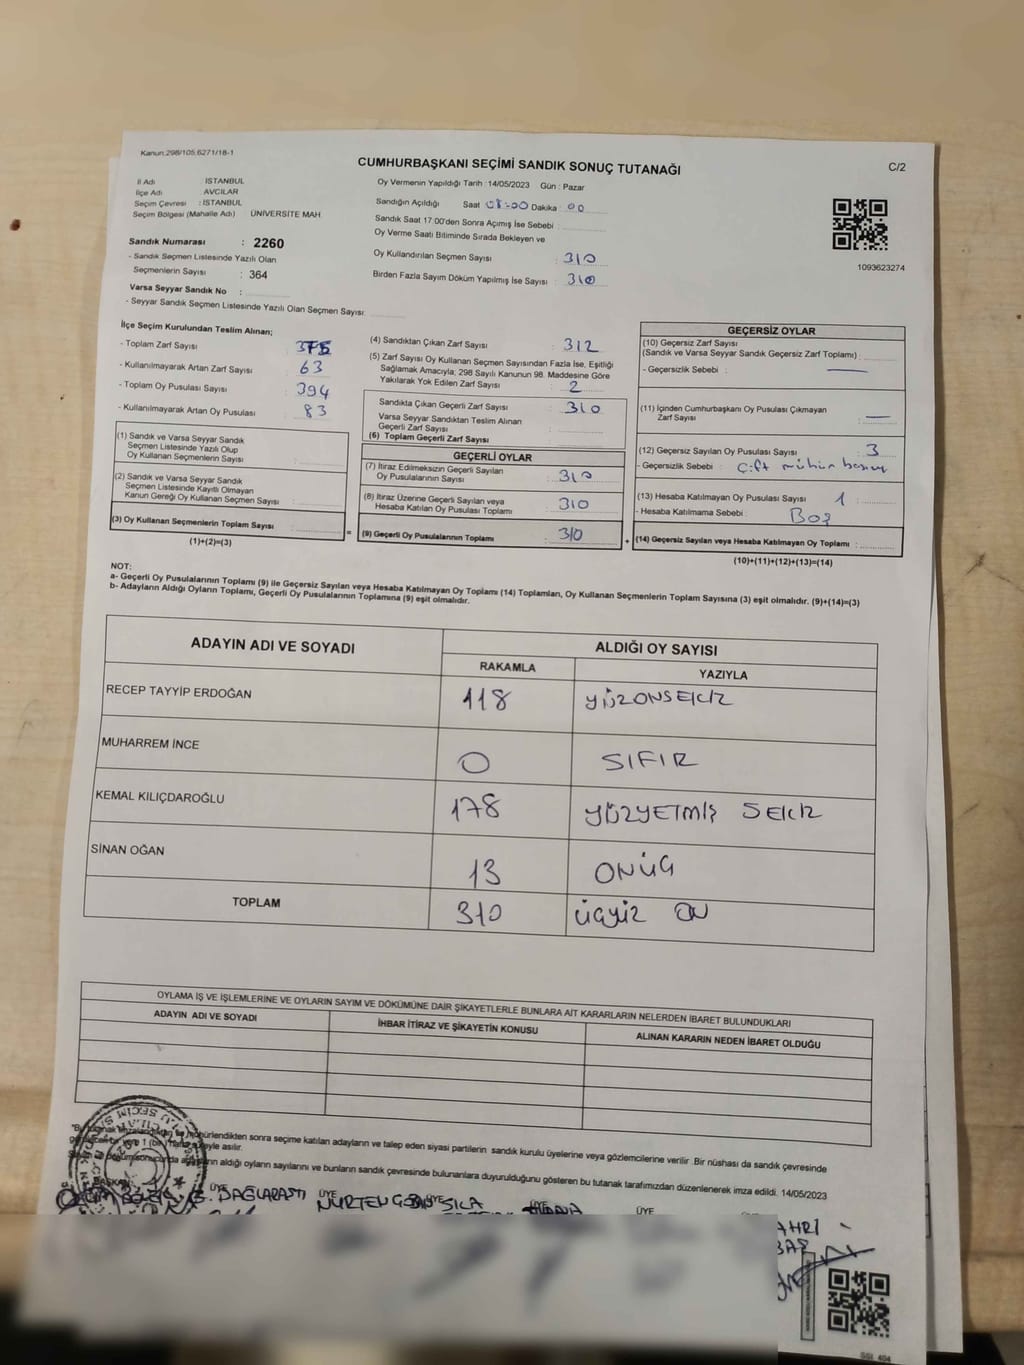 Kanun:298/105,6271/18-1
CUMHURBAŞKANI SEÇİMİ SANDIK SONUÇ TUTANAĞI
C/2
İl Adı : İSTANBUL
İlçe Adı : AVCILAR
Seçim Çevresi : İSTANBUL
Seçim Bölgesi (Mahalle Adı) : ÜNİVERSİTE MAH.
Sandık Numarası : 2260
- Sandık Seçmen Listesinde Yazılı Olan
Seçmenlerin Sayısı : 364
Varsa Seyyar Sandık No :
- Seyyar Sandık Seçmen Listesinde Yazılı Olan Seçmen Sayısı:
Oy Vermenin Yapıldığı Tarih : 14/05/2023 Gün : Pazar
Sandığın Açıldığı Saat 08:00 Dakika : 00
Sandık Saat 17:00'den Sonra Açımış İse Sebebi :
Oy Verme Saati Bitiminde Sırada Bekleyen ve
Oy Kullandırılan Seçmen Sayısı : 310
Birden Fazla Sayım Döküm Yapılmış İse Sayısı : 310
1093623274
İlçe Seçim Kurulundan Teslim Alınan;
- Toplam Zarf Sayısı : 375
- Kullanılmayarak Artan Zarf Sayısı : 63
- Toplam Oy Pusulası Sayısı : 394
- Kullanılmayarak Artan Oy Pusulası : 83
(1) Sandık ve Varsa Seyyar Sandık
Seçmen Listesinde Yazılı Olup
Oy Kullanan Seçmenlerin Sayısı :
(2) Sandık ve Varsa Seyyar Sandık
Seçmen Listesinde Kayıtlı Olmayan
Kanun Gereği Oy Kullanan Seçmen Sayısı :
(3) Oy Kullanan Seçmenlerin Toplam Sayısı :
(1)+(2)=(3)
(4) Sandıktan Çıkan Zarf Sayısı : 312
(5) Zarf Sayısı Oy Kullanan Seçmen Sayısından Fazla İse, Eşitliği
Sağlamak Amacıyla; 298 Sayılı Kanunun 98. Maddesine Göre
Yakılarak Yok Edilen Zarf Sayısı : 2
Sandıkta Çıkan Geçerli Zarf Sayısı : 310
Varsa Seyyar Sandıktan Teslim Alınan
Geçerli Zarf Sayısı :
(6) Toplam Geçerli Zarf Sayısı
GEÇERLİ OYLAR
(7) İtiraz Edilmeksizin Geçerli Sayılan
Oy Pusulalarının Sayısı : 310
(8) İtiraz Üzerine Geçerli Sayılan veya
Hesaba Katılan Oy Pusulası Toplamı : 310
(9) Geçerli Oy Pusulalarının Toplamı : 310
GEÇERSİZ OYLAR
(10) Geçersiz Zarf Sayısı
(Sandık ve Varsa Seyyar Sandık Geçersiz Zarf Toplamı) :
- Geçersizlik Sebebi :
(11) İçinden Cumhurbaşkanı Oy Pusulası Çıkmayan
Zarf Sayısı :
(12) Geçersiz Sayılan Oy Pusulası Sayısı : 3
- Geçersizlik Sebebi : Çift mühür
(13) Hesaba Katılmayan Oy Pusulası Sayısı : 1
- Hesaba Katılmama Sebebi : Boş
(14) Geçersiz Sayılan veya Hesaba Katılmayan Oy Toplamı :
(10)+(11)+(12)+(13)=(14)
NOT:
a- Geçerli Oy Pusulalarının Toplamı (9) ile Geçersiz Sayılan veya Hesaba Katılmayan Oy Toplamı (14) Toplamları, Oy Kullanan Seçmenlerin Toplam Sayısına (3) eşit olmalıdır. (9)+(14)=(3)
b- Adayların Aldığı Oyların Toplamı, Geçerli Oy Pusulalarının Toplamına (9) eşit olmalıdır.
ADAYIN ADI VE SOYADI
ALDIĞI OY SAYISI
RAKAMLA YAZIYLA
RECEP TAYYİP ERDOĞAN 118 YÜZONSEKİZ
MUHARREM İNCE 0 SIFIR
KEMAL KILIÇDAROĞLU 178 YÜZYETMİŞ SEKİZ
SİNAN OĞAN 13 ONÜÇ
TOPLAM 310 ÜÇYÜZ ON
OYLAMA İŞ VE İŞLEMLERİNE VE OYLARIN SAYIM VE DÖKÜMÜNE DAİR ŞİKAYETLERLE BUNLARA AİT KARARLARIN NELERDEN İBARET BULUNDUKLARI
ADAYIN ADI VE SOYADI
İHBAR İTİRAZ VE ŞİKAYETİN KONUSU
ALINAN KARARIN NEDEN İBARET OLDUĞU
mühürlendikten sonra seçime katılan adayların ve talep eden siyasi partilerin sandık kurulu üyelerine veya gözlemcilerine verilir .Bir nüshası da sandık çevresinde
asılır.
aldığı oyların sayılarını ve bunların sandık çevresinde bulunanlara duyurulduğunu gösteren bu tutanak tarafımızdan düzenlenerek imza edildi. 14/05/2023
BAŞKAN ÜYE ÜYE ÜYE ÜYE ÜYE
BAĞLARASTI NURTEN SILA